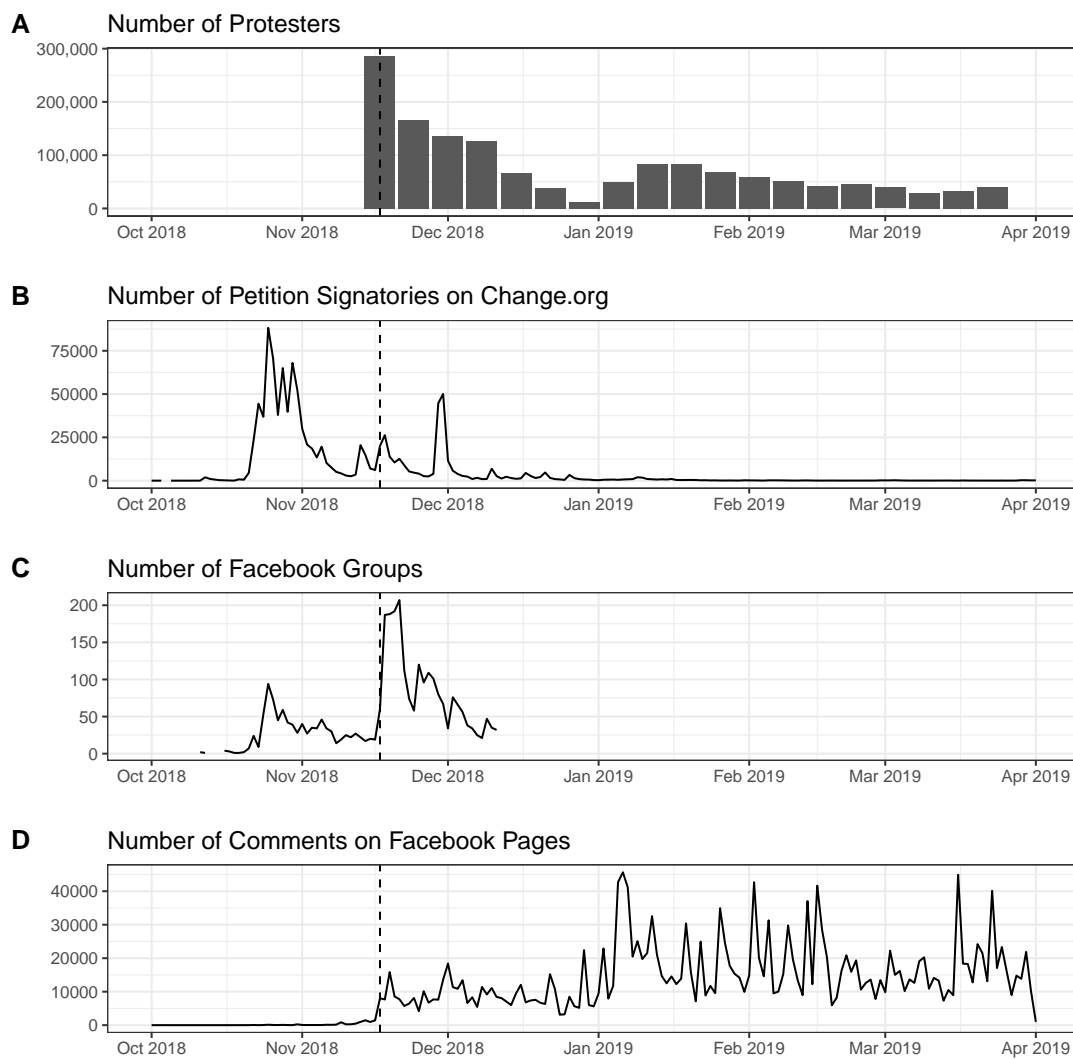 A Number of Protesters
300,000
200,000
100,000
0
Oct 2018 Nov 2018 Dec 2018 Jan 2019 Feb 2019 Mar 2019 Apr 2019
B Number of Petition Signatories on Change.org
75000
50000
25000
0
Oct 2018 Nov 2018 Dec 2018 Jan 2019 Feb 2019 Mar 2019 Apr 2019
C Number of Facebook Groups
200
150
100
50
0
Oct 2018 Nov 2018 Dec 2018 Jan 2019 Feb 2019 Mar 2019 Apr 2019
D Number of Comments on Facebook Pages
40000
30000
20000
10000
0
Oct 2018 Nov 2018 Dec 2018 Jan 2019 Feb 2019 Mar 2019 Apr 2019